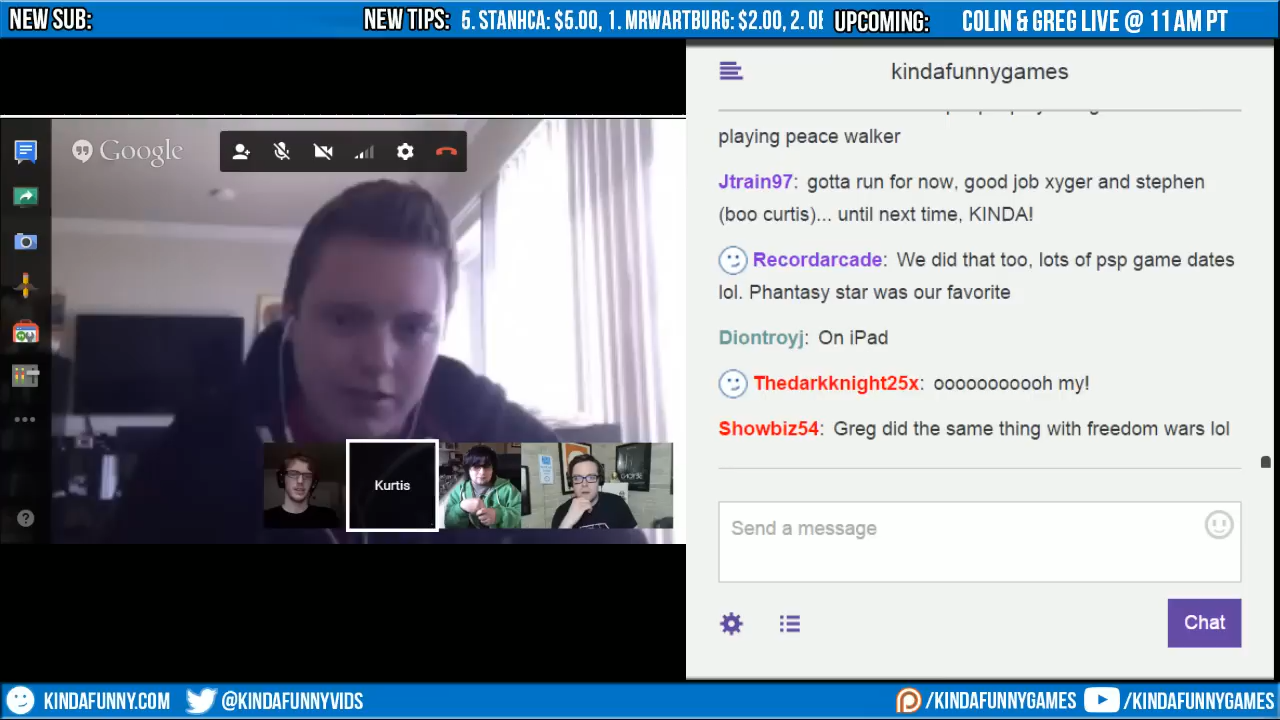 NEW SUB:
NEW TIPS: 5. STANHCA: $5.00, 1. MRWARTBURG: $2.00, 2.
UPCOMING: COLIN & GREG LIVE @ 11 AM PT
Google
Kurtis
kindafunnygames
playing peace walker
Jtrain97: gotta run for now, good job xyger and stephen
(boo curtis)... until next time, KINDA!
Recordarcade: We did that too, lots of psp game dates
lol. Phantasy star was our favorite
Diontroyj: On iPad
Thedarkknight25x: ooooooooooh my!
Showbiz54: Greg did the same thing with freedom wars lol
Send a message
Chat
KINDAFUNNY.COM
@KINDAFUNNYVIDS
/KINDAFUNNYGAMES
/KINDAFUNNYGAMES